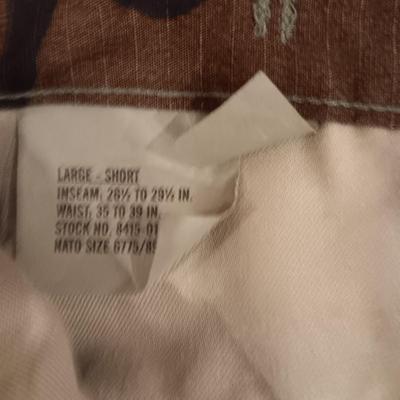 LARGE - SHORT
INSEAM: 26½ TO 29½ IN.
WAIST: 35 TO 39 IN.
STOCK NO. 8415-01
NATO SIZE 6775/89